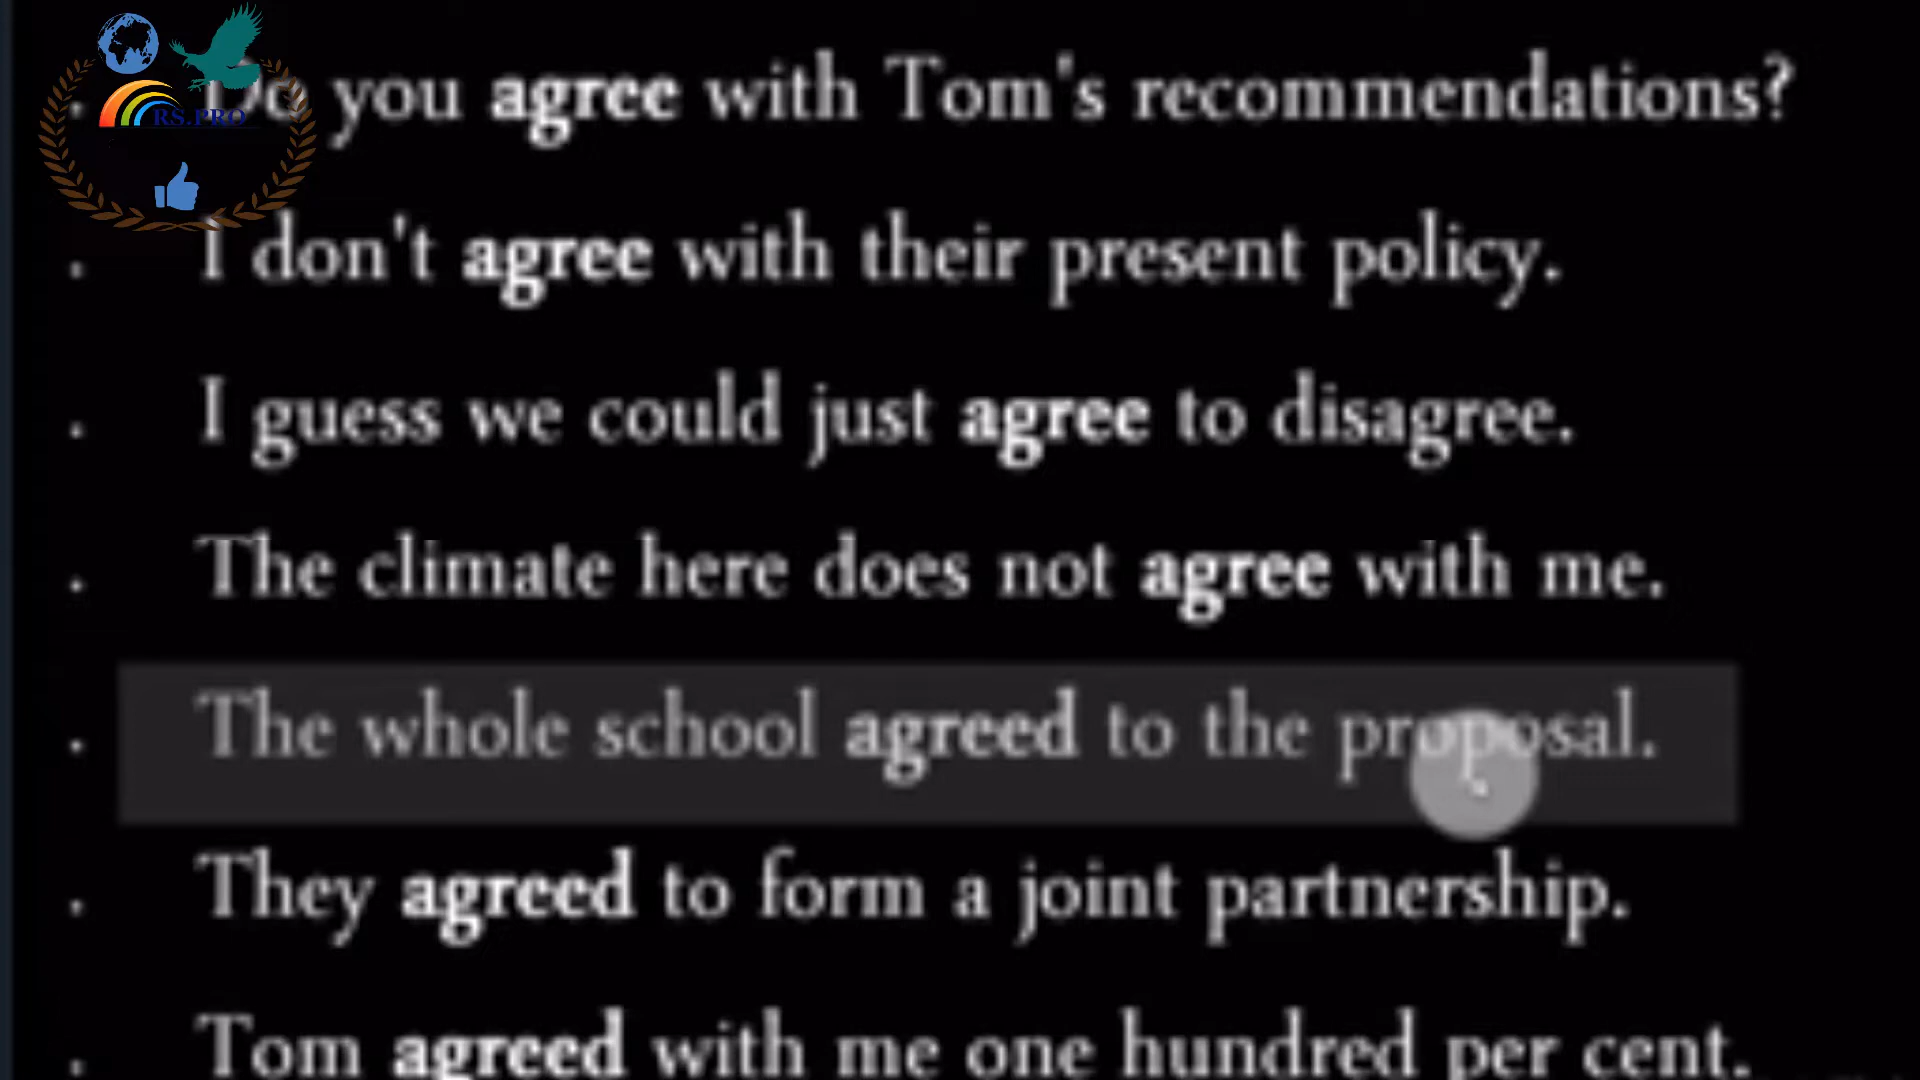 Do you agree with Tom's recommendations?
RS.PRO
I don't agree with their present policy.
I guess we could just agree to disagree.
The climate here does not agree with me.
The whole school agreed to the proposal.
They agreed to form a joint partnership.
Tom agreed with me one hundred per cent.